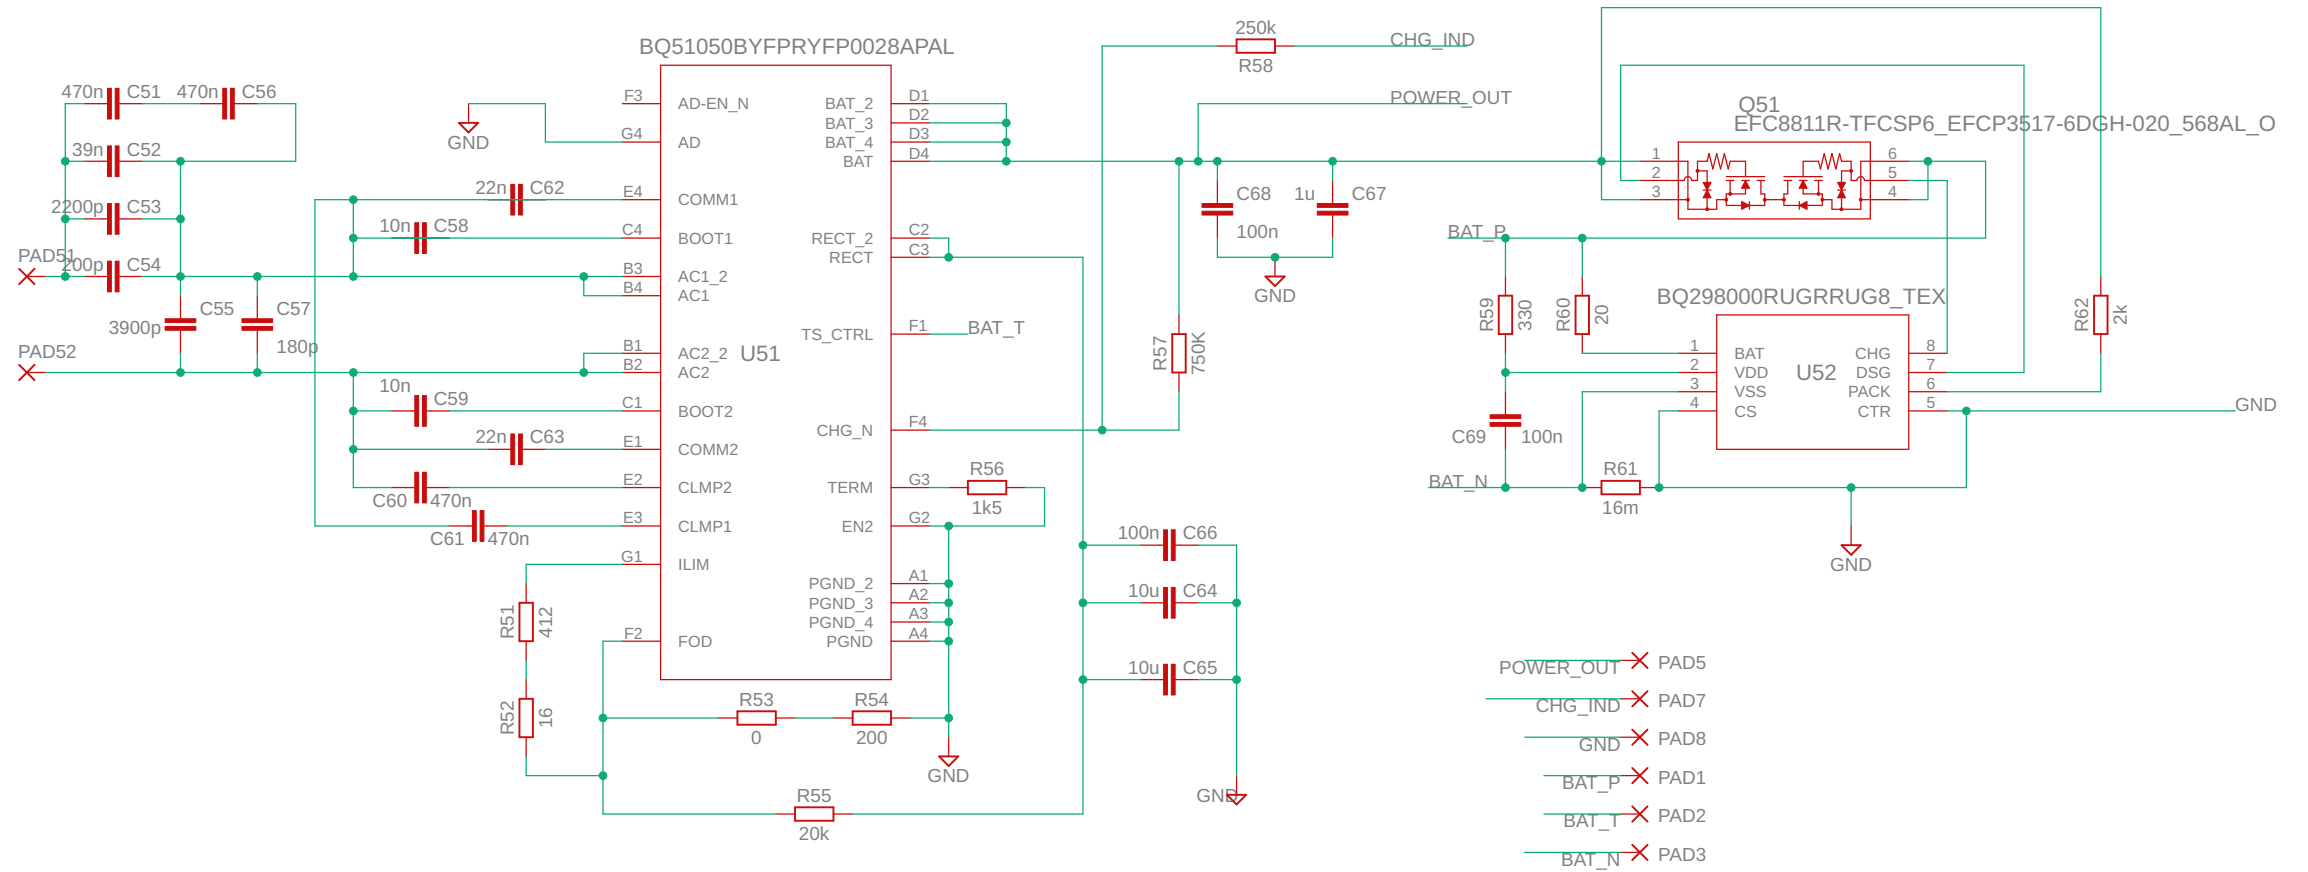 BQ51050BYFPRYFP0028APAL
U51
F3 AD-EN_N
G4 AD
E4 COMM1
C4 BOOT1
B3 AC1_2
B4 AC1
B1 AC2_2
B2 AC2
C1 BOOT2
E1 COMM2
E2 CLMP2
E3 CLMP1
G1 ILIM
F2 FOD
BAT_2 D1
BAT_3 D2
BAT_4 D3
BAT D4
RECT_2 C2
RECT C3
TS_CTRL F1
BAT_T
CHG_N F4
TERM G3
EN2 G2
PGND_2 A1
PGND_3 A2
PGND_4 A3
PGND A4
470n C51
470n C56
39n C52
2200p C53
PAD51
200p C54
C55
3900p
C57
180p
PAD52
GND
22n C62
10n C58
10n
C59
22n C63
C60 470n
C61 470n
R51
412
R52
16
R53
0
R54
200
GND
R55
20k
R56
1k5
250k
R58
CHG_IND
POWER_OUT
C68
100n
1u C67
GND
R57
750K
100n C66
10u C64
10u C65
GND
Q51
EFC8811R-TFCSP6_EFCP3517-6DGH-020_568AL_O
1
2
3
6
5
4
BAT_P
R59
330
R60
20
BQ298000RUGRRUG8_TEX
U52
1 BAT
2 VDD
3 VSS
4 CS
CHG 8
DSG 7
PACK 6
CTR 5
R62
2k
GND
C69 100n
BAT_N
R61
16m
GND
POWER_OUT PAD5
CHG_IND PAD7
GND PAD8
BAT_P PAD1
BAT_T PAD2
BAT_N PAD3